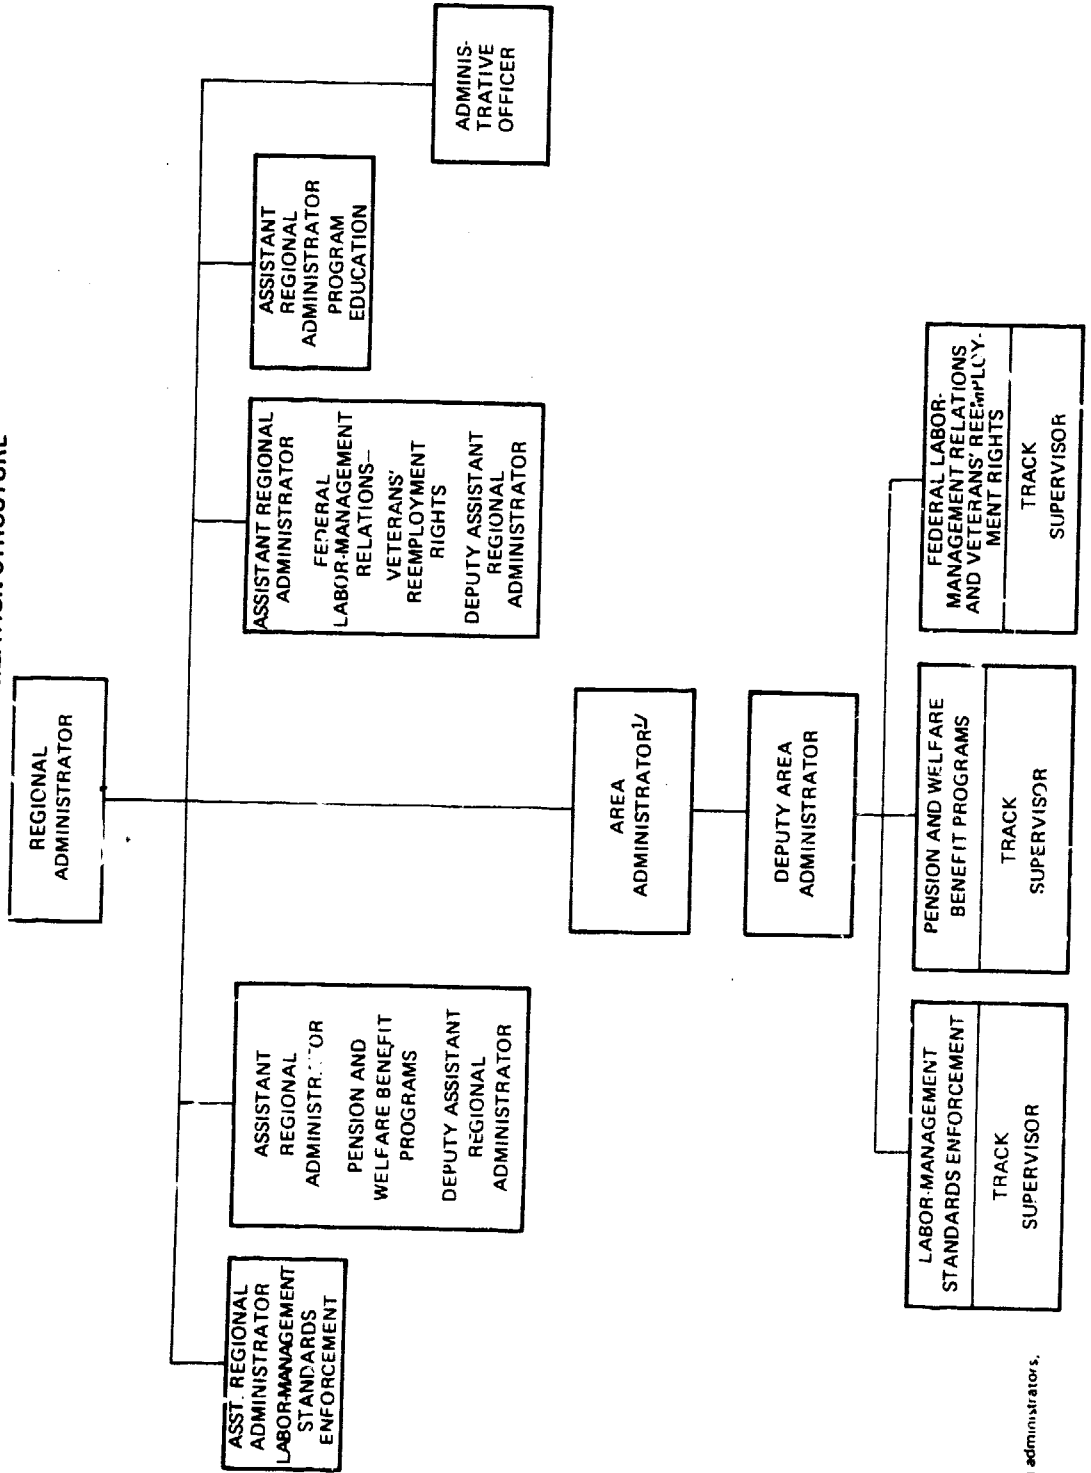 REGIONAL
ADMINISTRATOR
ASST. REGIONAL
ADMINISTRATOR
LABOR-MANAGEMENT
STANDARDS
ENFORCEMENT
ASSISTANT
REGIONAL
PENSION AND
WELFARE BENEFIT
PROGRAMS
DEPUTY ASSISTANT
REGIONAL
ADMINISTRATOR
ASSISTANT REGIONAL
ADMINISTRATOR
FEDERAL
LABOR-MANAGEMENT
RELATIONS—
VETERANS'
REEMPLOYMENT
RIGHTS
DEPUTY ASSISTANT
REGIONAL
ADMINISTRATOR
ASSISTANT
REGIONAL
ADMINISTRATOR
PROGRAM
EDUCATION
ADMINIS-
TRATIVE
OFFICER
AREA
ADMINISTRATOR 1/
DEPUTY AREA
ADMINISTRATOR
LABOR-MANAGEMENT
STANDARDS ENFORCEMENT
TRACK
SUPERVISOR
PENSION AND WELFARE
BENEFIT PROGRAMS
TRACK
SUPERVISOR
FEDERAL LABOR-
MANAGEMENT RELATIONS
AND VETERANS' REEMPLOY-
MENT RIGHTS
TRACK
SUPERVISOR
administrators,